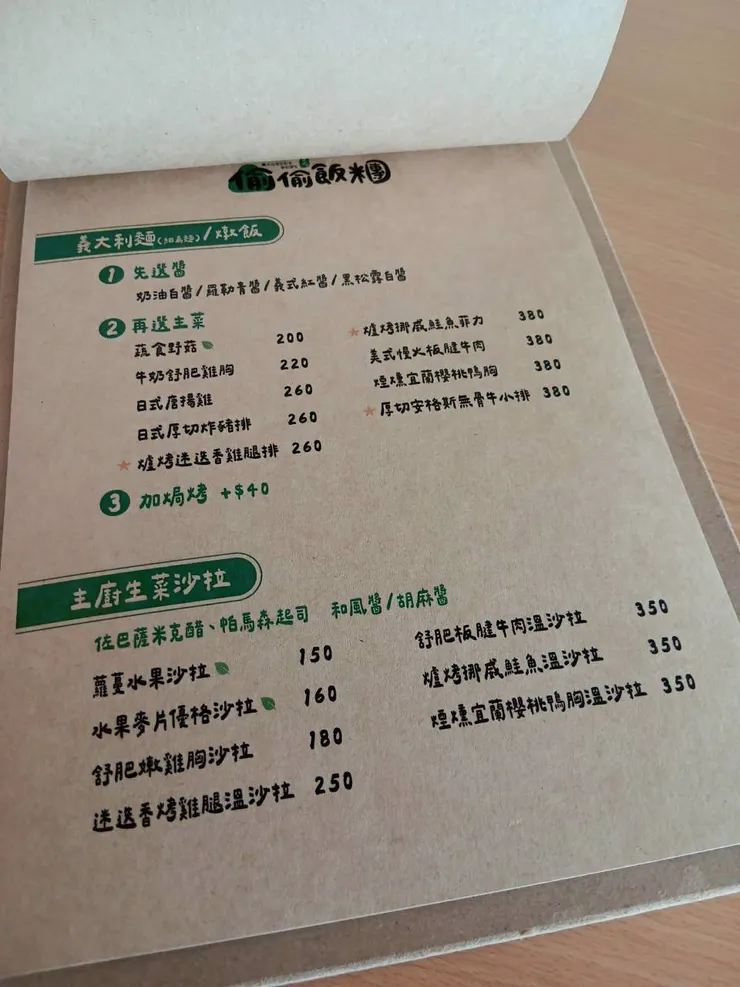 偷偷飯糰
義大利麵(細扁麵)/燉飯
1 先選醬
奶油白醬/羅勒青醬/義式紅醬/黑松露白醬
2 再選主菜
蔬食野菇 200
牛奶舒肥雞胸 220
日式唐揚雞 260
日式厚切炸豬排 260
★ 爐烤迷迭香雞腿排 260
★ 爐烤挪威鮭魚菲力 380
美式慢火板腱牛肉 380
煙燻宜蘭櫻桃鴨胸 380
★ 厚切安格斯無骨牛小排 380
3 加焗烤 +$40
主廚生菜沙拉
佐巴薩米克醋、帕馬森起司 和風醬/胡麻醬
蘿蔓水果沙拉 150
水果麥片優格沙拉 160
舒肥嫩雞胸沙拉 180
迷迭香烤雞腿溫沙拉 250
舒肥板腱牛肉溫沙拉 350
爐烤挪威鮭魚溫沙拉 350
煙燻宜蘭櫻桃鴨胸溫沙拉 350